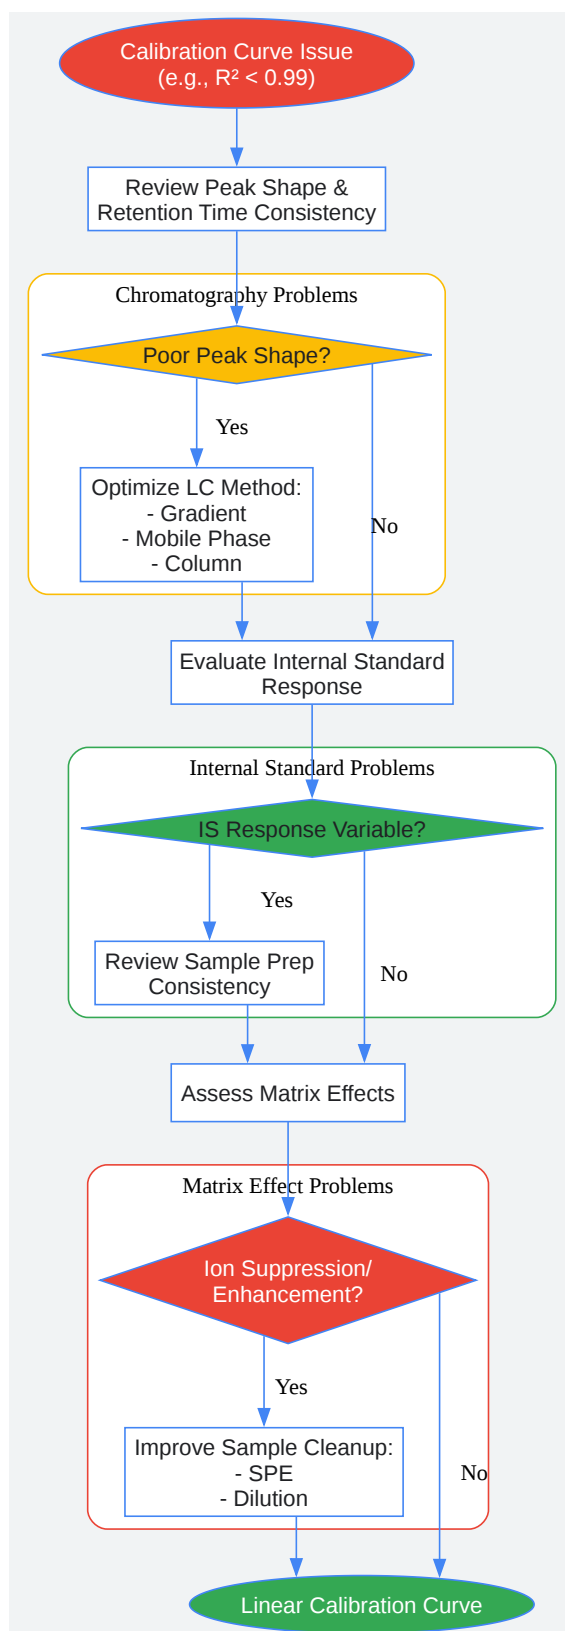 Calibration Curve Issue
(e.g., R² < 0.99)
Review Peak Shape &
Retention Time Consistency
Chromatography Problems
Poor Peak Shape?
Yes
Optimize LC Method:
- Gradient
- Mobile Phase
- Column
No
Evaluate Internal Standard
Response
Internal Standard Problems
IS Response Variable?
Yes
Review Sample Prep
Consistency
No
Assess Matrix Effects
Matrix Effect Problems
Ion Suppression/
Enhancement?
Yes
Improve Sample Cleanup:
- SPE
- Dilution
No
Linear Calibration Curve